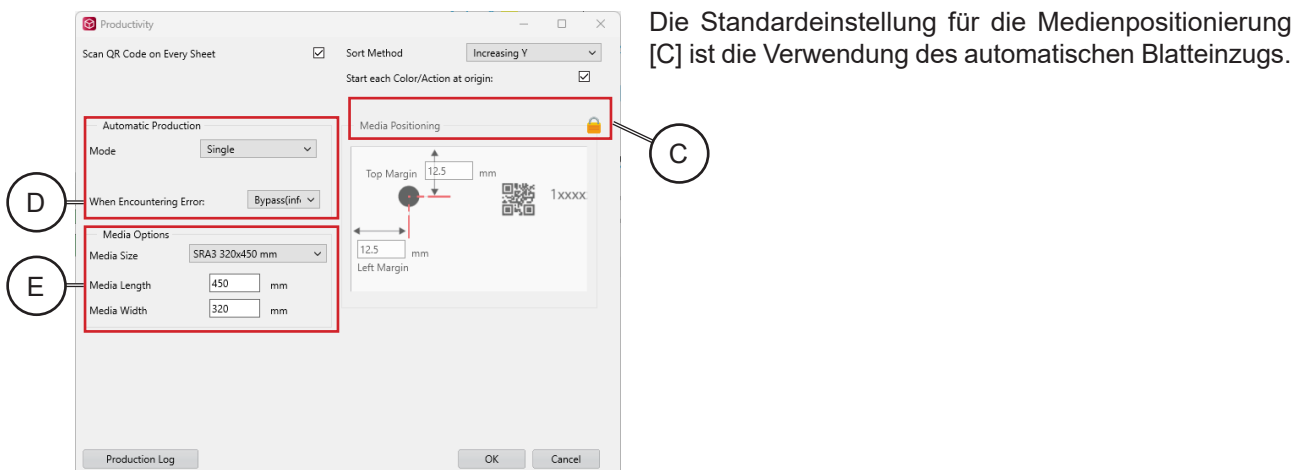 Productivity
Scan QR Code on Every Sheet
Sort Method Increasing Y
Start each Color/Action at origin:
Automatic Production
Mode Single
When Encountering Error: Bypass(inf
Media Options
Media Size SRA3 320x450 mm
Media Length 450 mm
Media Width 320 mm
Media Positioning
Top Margin 12.5 mm
1xxxx
12.5 mm
Left Margin
Production Log
OK Cancel
C
D
E
Die Standardeinstellung für die Medienpositionierung
[C] ist die Verwendung des automatischen Blatteinzugs.